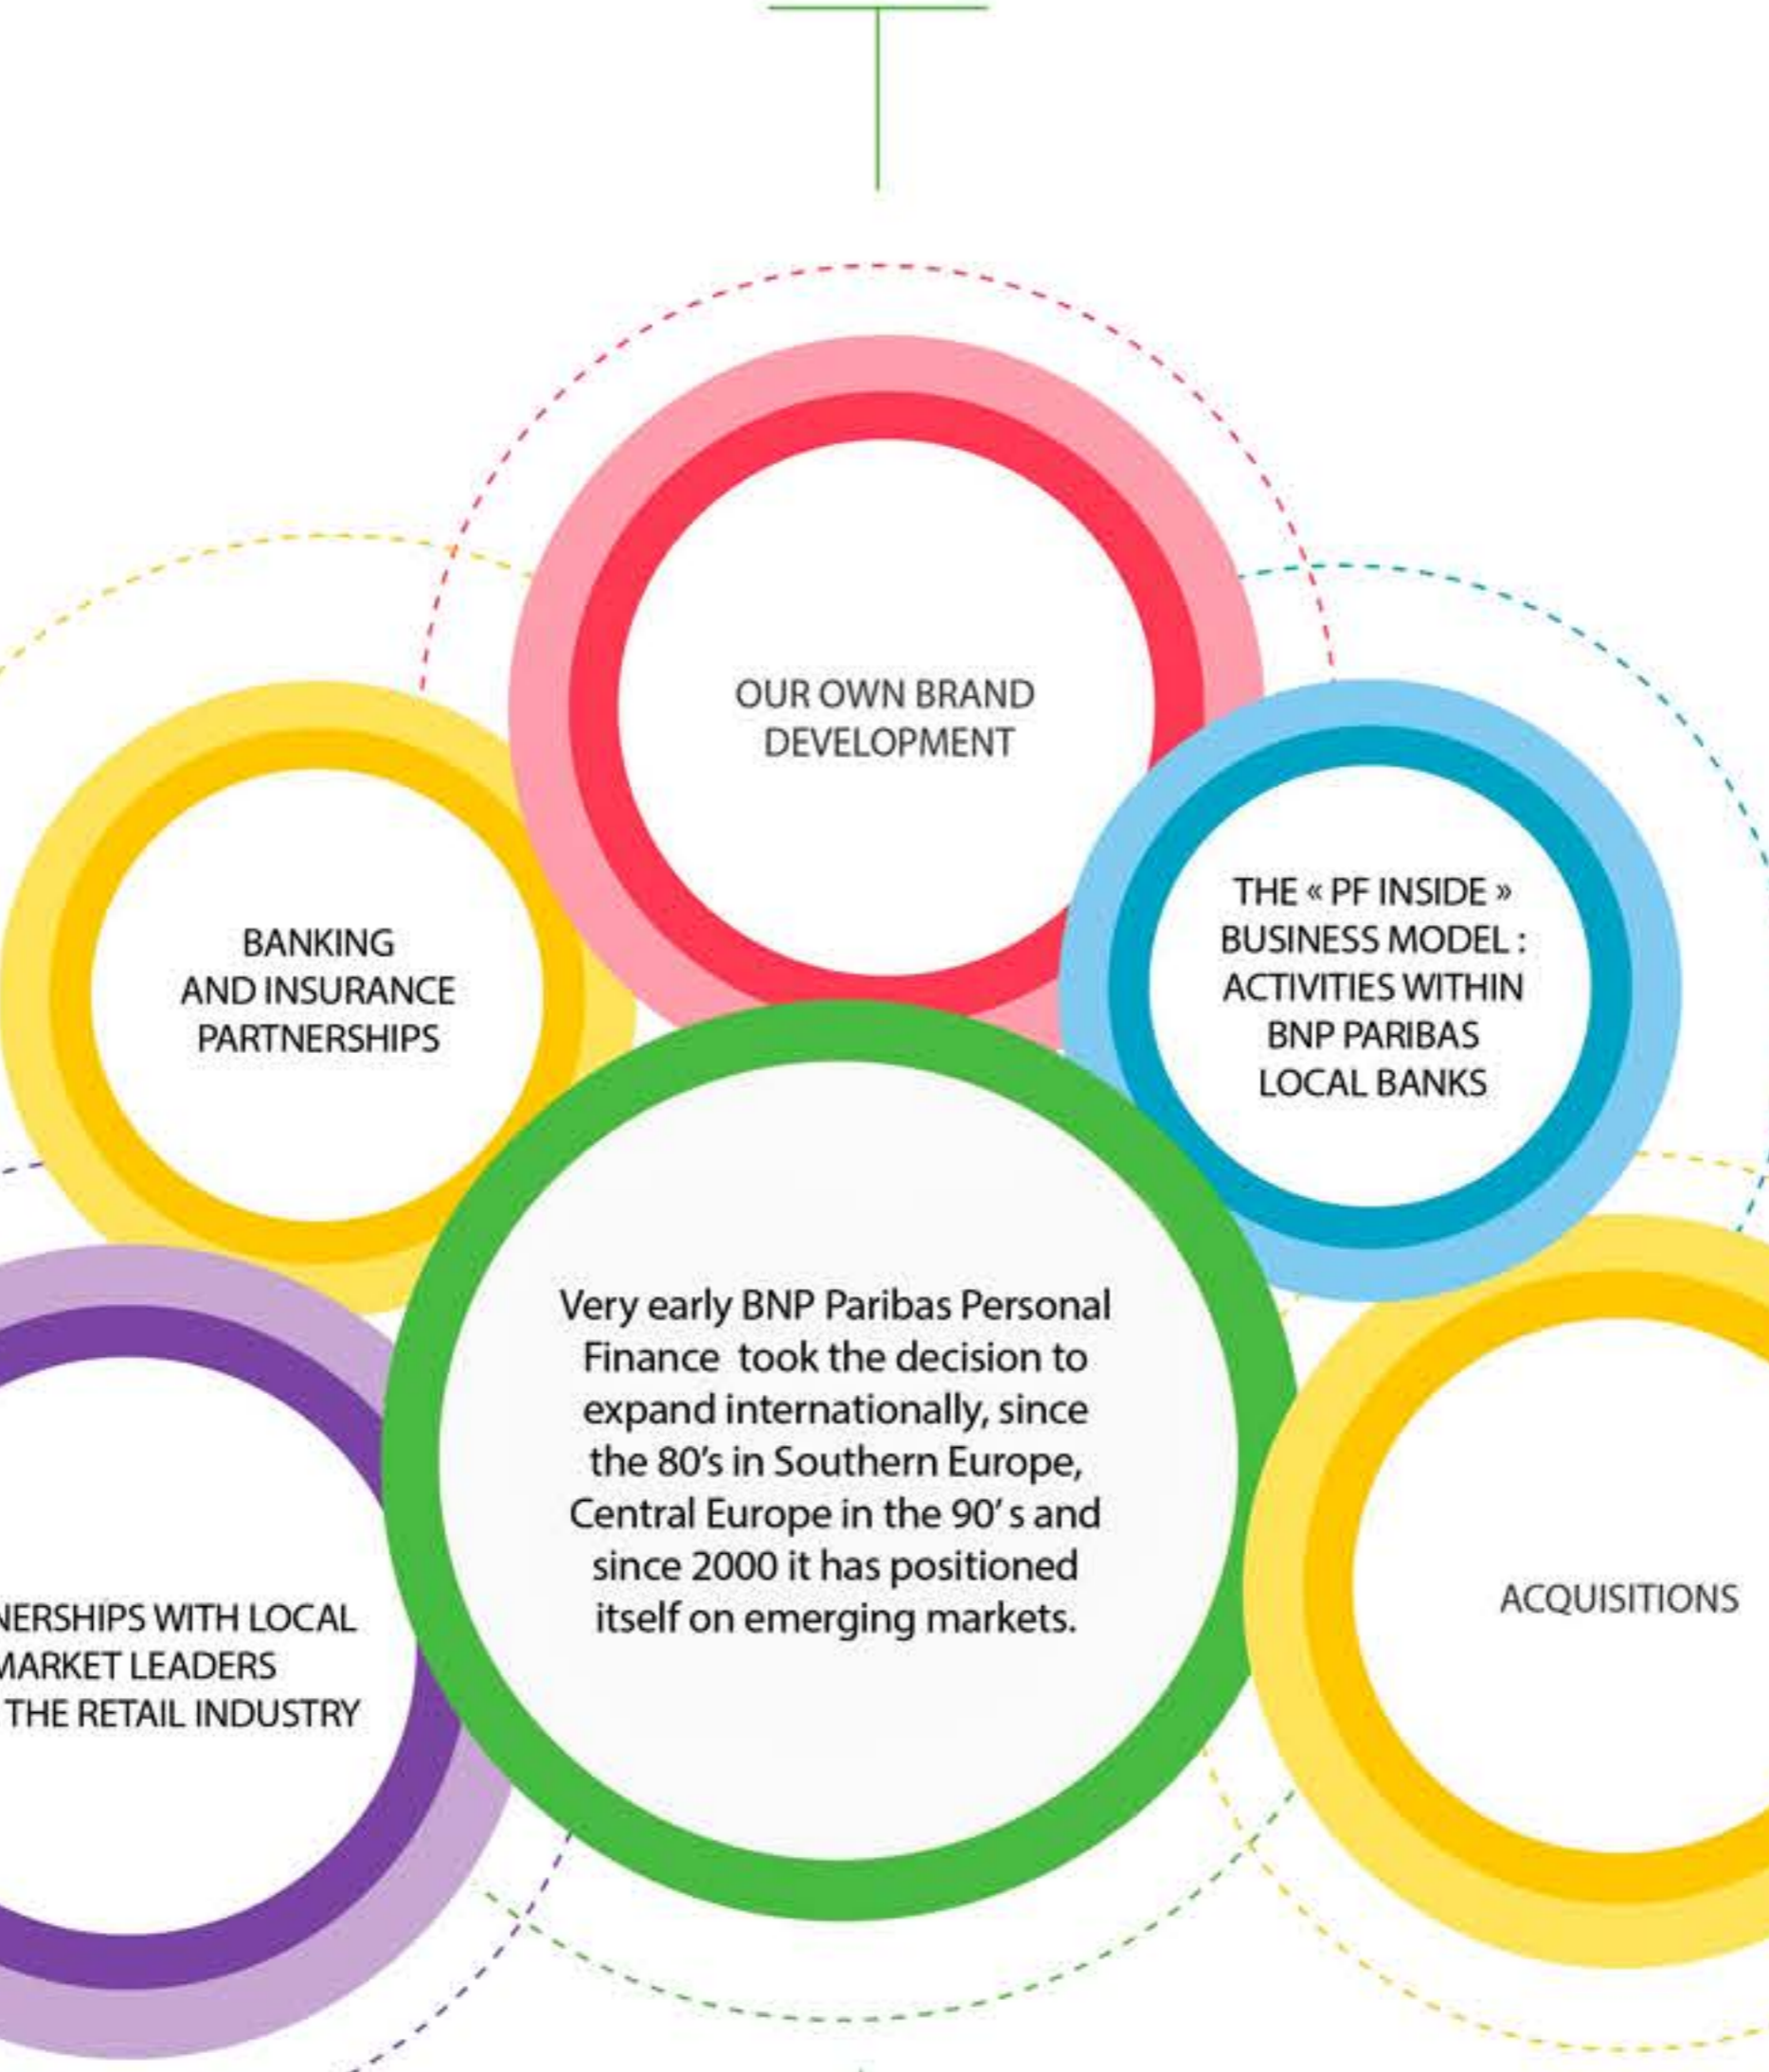 OUR OWN BRAND
DEVELOPMENT
BANKING
AND INSURANCE
PARTNERSHIPS
THE « PF INSIDE »
BUSINESS MODEL :
ACTIVITIES WITHIN
BNP PARIBAS
LOCAL BANKS
Very early BNP Paribas Personal
Finance took the decision to
expand internationally, since
the 80's in Southern Europe,
Central Europe in the 90' s and
since 2000 it has positioned
itself on emerging markets.
WITH LOCAL
LEADERS
THE RETAIL INDUSTRY
ACQUISITIONS